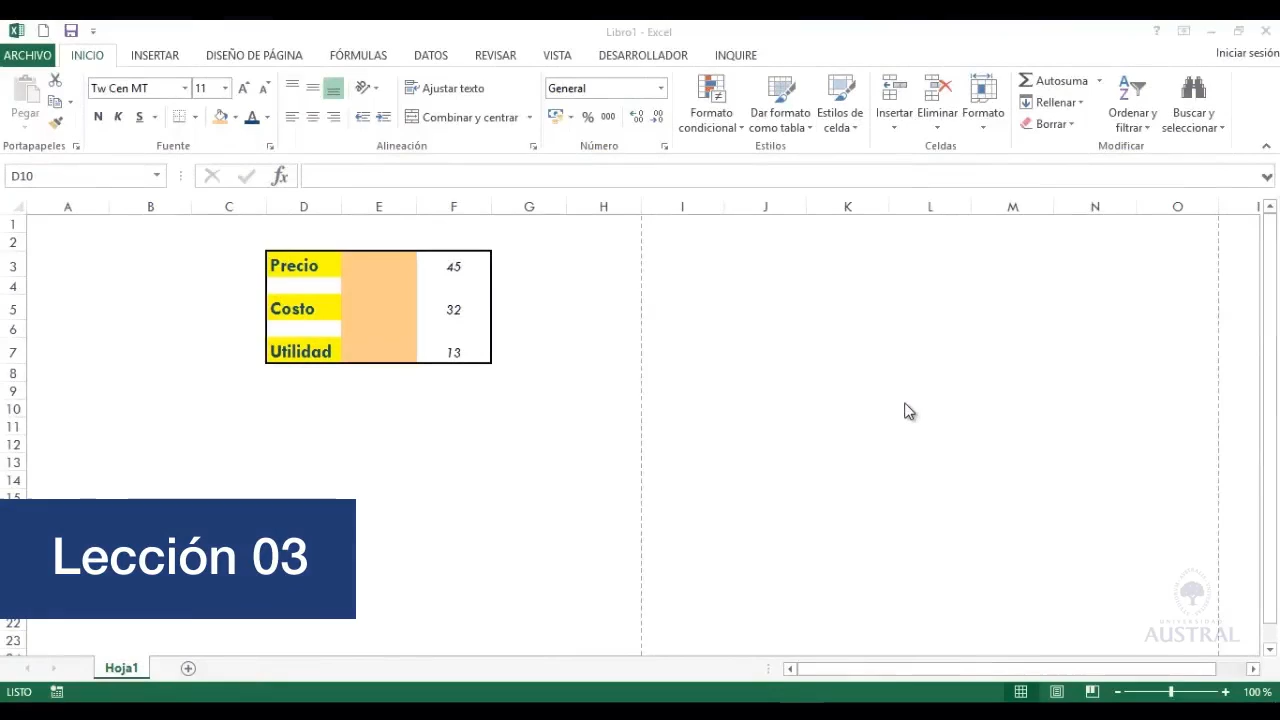 Libro1 - Excel
?
ARCHIVO INICIO INSERTAR DISEÑO DE PÁGINA FÓRMULAS DATOS REVISAR VISTA DESARROLLADOR INQUIRE Iniciar sesión
Pegar
Portapapeles
Tw Cen MT 11
N K S
Fuente
Ajustar texto
Combinar y centrar
Alineación
General
% 000
Número
Formato condicional
Dar formato como tabla
Estilos de celda
Estilos
Insertar Eliminar Formato
Celdas
Autosuma
Rellenar
Borrar
Ordenar y filtrar
Buscar y seleccionar
Modificar
D10
fx
A B C D E F G H I J K L M N O
1
2
3 Precio 45
4
5 Costo 32
6
7 Utilidad 13
8
9
10
11
12
13
14
15
Lección 03
22
23
UNIVERSIDAD
AUSTRAL
Hoja1
LISTO 100 %